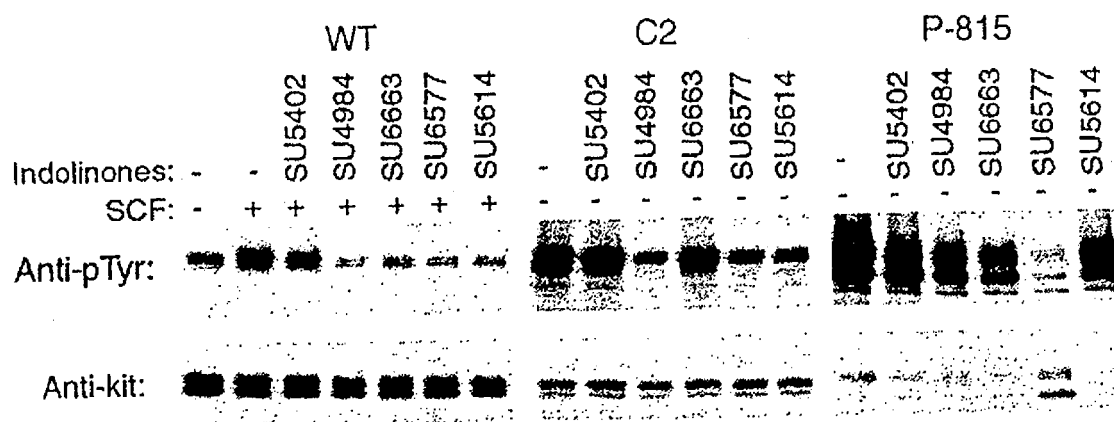 WT C2 P-815
SU5402 SU4984 SU6663 SU6577 SU5614 SU5402 SU4984 SU6663 SU6577 SU5614 SU5402 SU4984 SU6663 SU6577 SU5614
Indolinones: - - - -
SCF: - + + + + + + - - - - - - - - - - - -
Anti-pTyr:
Anti-kit: